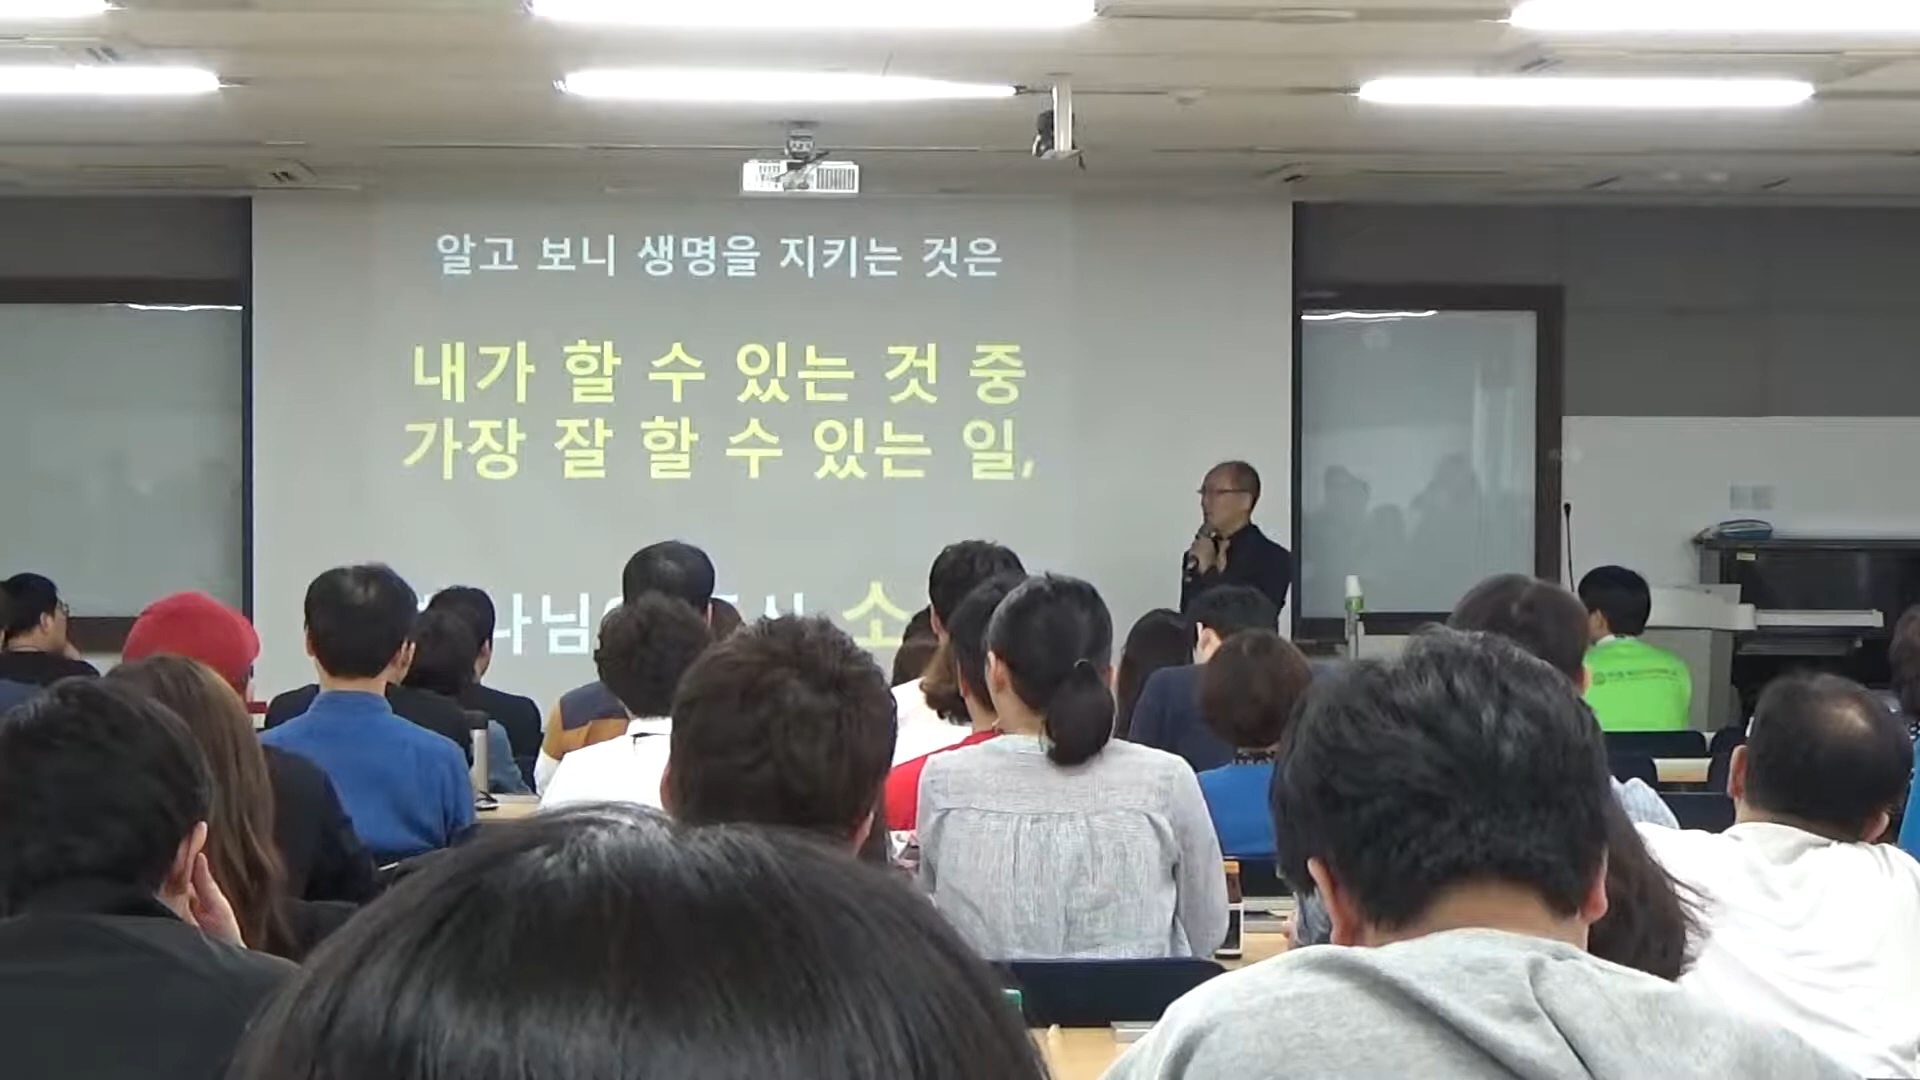 알고 보니 생명을 지키는 것은
내가 할 수 있는 것 중
가장 잘 할 수 있는 일,